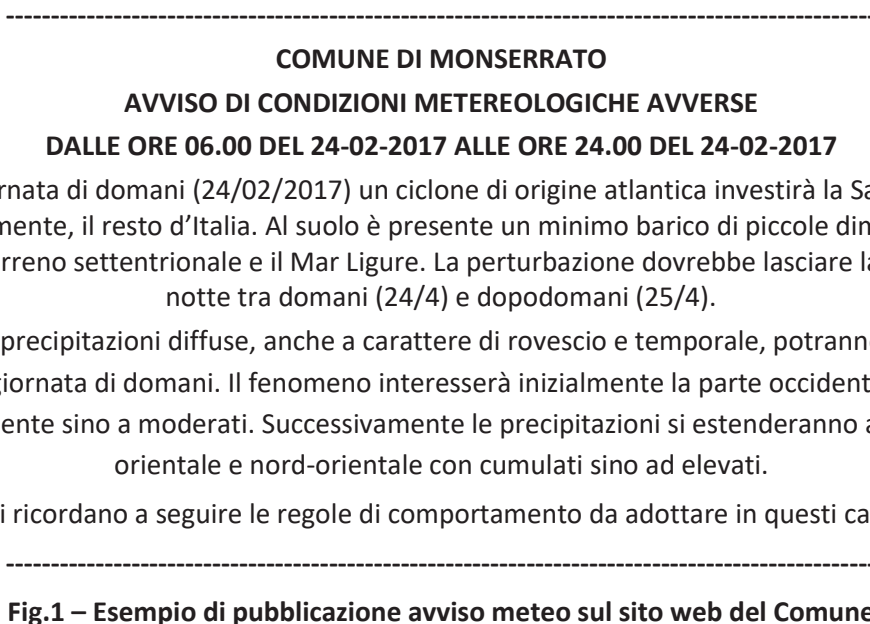 COMUNE DI MONSERRATO
AVVISO DI CONDIZIONI METEREOLOGICHE AVVERSE
DALLE ORE 06.00 DEL 24-02-2017 ALLE ORE 24.00 DEL 24-02-2017
rnata di domani (24/02/2017) un ciclone di origine atlantica investirà la Sa
mente, il resto d’Italia. Al suolo è presente un minimo barico di piccole dim
rreno settentrionale e il Mar Ligure. La perturbazione dovrebbe lasciare la
notte tra domani (24/4) e dopodomani (25/4).
precipitazioni diffuse, anche a carattere di rovescio e temporale, potranno
giornata di domani. Il fenomeno interesserà inizialmente la parte occident
ente sino a moderati. Successivamente le precipitazioni si estenderanno a
orientale e nord-orientale con cumulati sino ad elevati.
i ricordano a seguire le regole di comportamento da adottare in questi ca
Fig.1 – Esempio di pubblicazione avviso meteo sul sito web del Comune